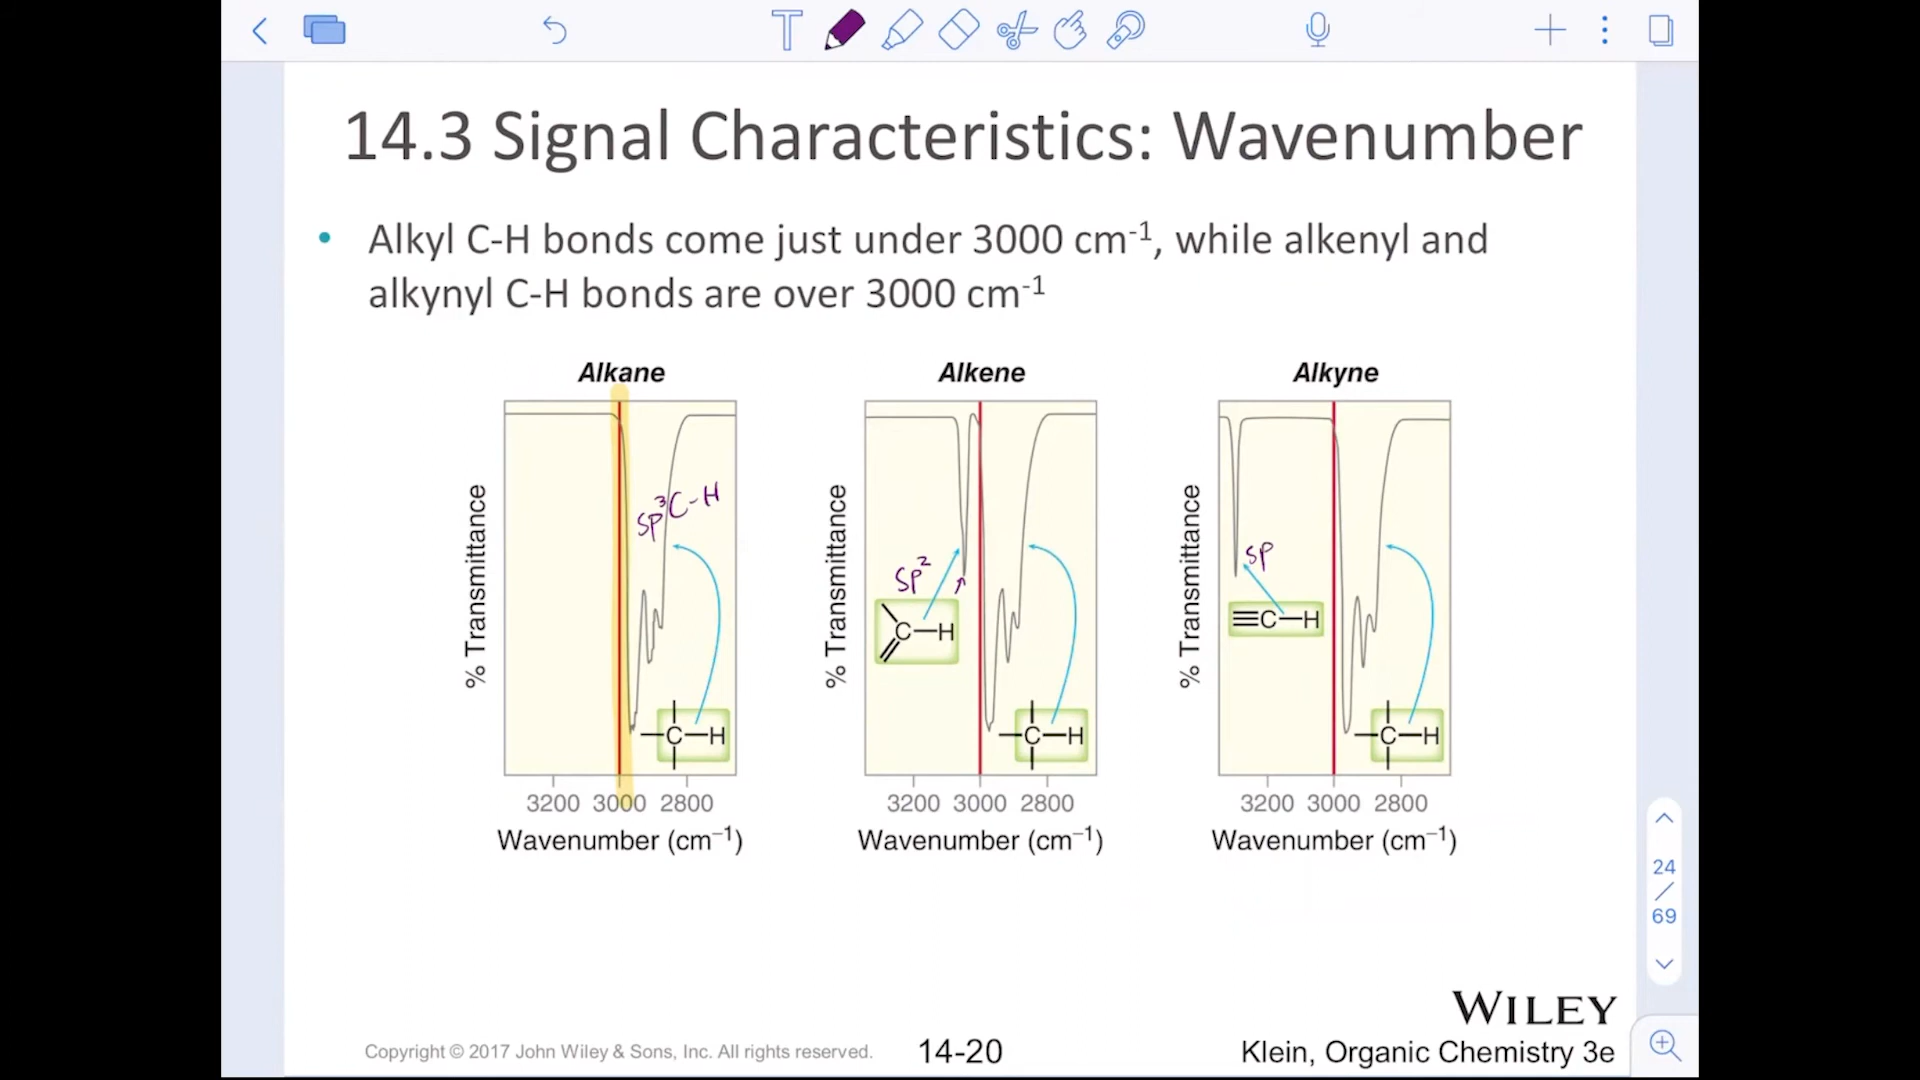 14.3 Signal Characteristics: Wavenumber
• Alkyl C-H bonds come just under 3000 cm⁻¹, while alkenyl and
alkynyl C-H bonds are over 3000 cm⁻¹
Alkane
% Transmittance
sp³ C-H
C—H
3200 3000 2800
Wavenumber (cm⁻¹)
Alkene
% Transmittance
sp²
C—H
C—H
3200 3000 2800
Wavenumber (cm⁻¹)
Alkyne
% Transmittance
sp
≡C—H
C—H
3200 3000 2800
Wavenumber (cm⁻¹)
24
/
69
WILEY
Copyright © 2017 John Wiley & Sons, Inc. All rights reserved.
14-20
Klein, Organic Chemistry 3e